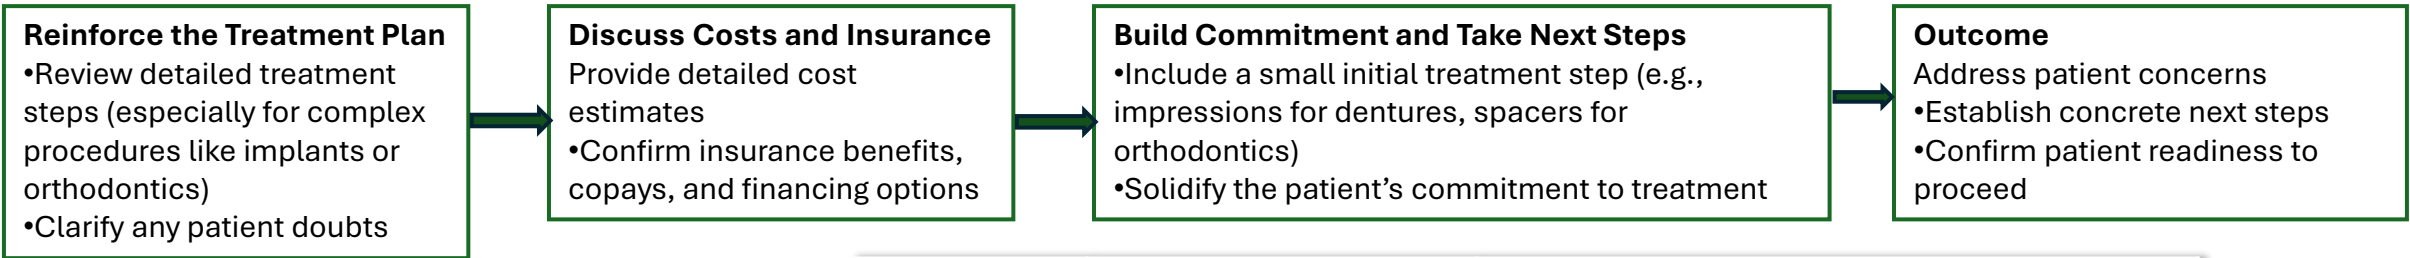 Reinforce the Treatment Plan
•Review detailed treatment
steps (especially for complex
procedures like implants or
orthodontics)
•Clarify any patient doubts
Discuss Costs and Insurance
Provide detailed cost
estimates
•Confirm insurance benefits,
copays, and financing options
Build Commitment and Take Next Steps
•Include a small initial treatment step (e.g.,
impressions for dentures, spacers for
orthodontics)
•Solidify the patient’s commitment to treatment
Outcome
Address patient concerns
•Establish concrete next steps
•Confirm patient readiness to
proceed